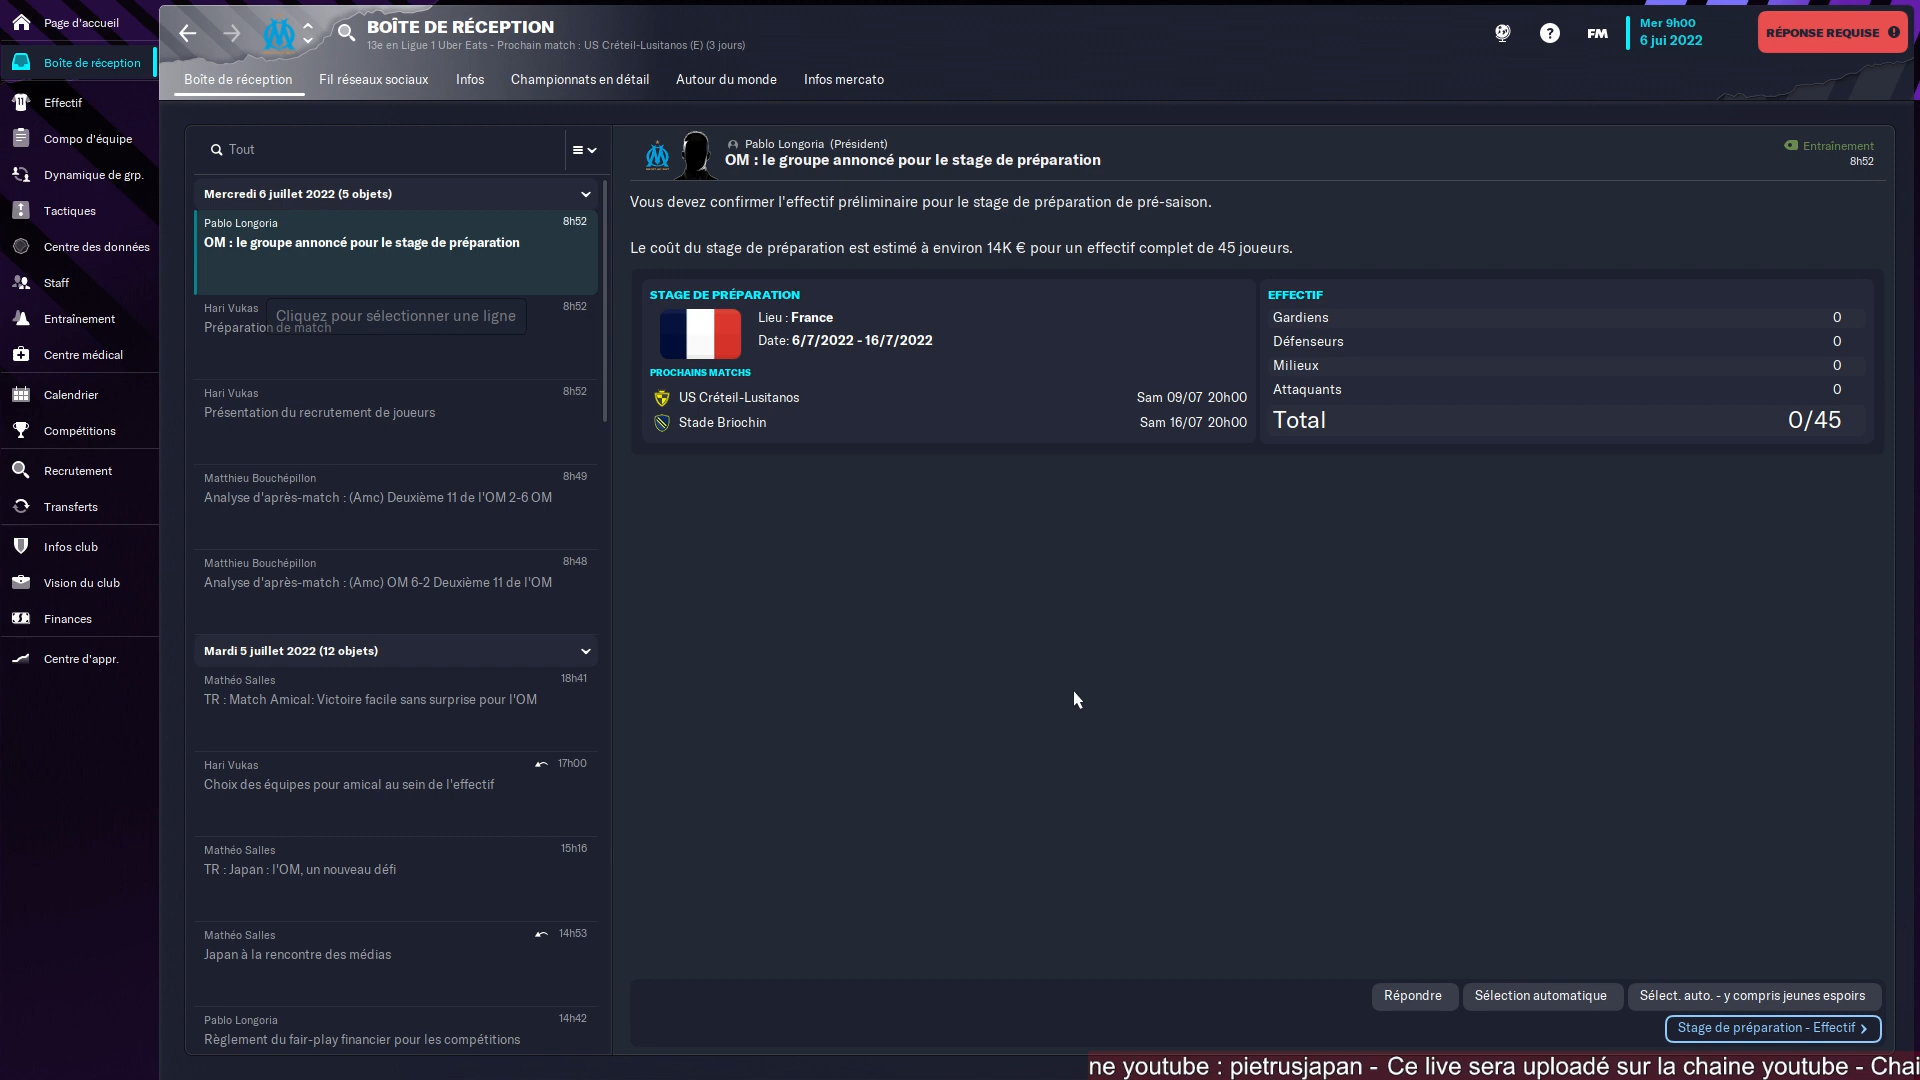 Page d'accueil
Boîte de réception
Effectif
Compo d'équipe
Dynamique de grp.
Tactiques
Centre des données
Staff
Entraînement
Centre médical
Calendrier
Compétitions
Recrutement
Transferts
Infos club
Vision du club
Finances
Centre d'appr.
BOÎTE DE RÉCEPTION
13e en Ligue 1 Uber Eats - Prochain match : US Créteil-Lusitanos (E) (3 jours)
FM
Mer 9h00
6 jui 2022
RÉPONSE REQUISE
Boîte de réception
Fil réseaux sociaux
Infos
Championnats en détail
Autour du monde
Infos mercato
Tout
Mercredi 6 juillet 2022 (5 objets)
Pablo Longoria 8h52
OM : le groupe annoncé pour le stage de préparation
Hari Vukas 8h52
Préparation de match
Cliquez pour sélectionner une ligne
Hari Vukas 8h52
Présentation du recrutement de joueurs
Matthieu Bouchépillon 8h49
Analyse d'après-match : (Amc) Deuxième 11 de l'OM 2-6 OM
Matthieu Bouchépillon 8h48
Analyse d'après-match : (Amc) OM 6-2 Deuxième 11 de l'OM
Mardi 5 juillet 2022 (12 objets)
Mathéo Salles 18h41
TR : Match Amical: Victoire facile sans surprise pour l'OM
Hari Vukas 17h00
Choix des équipes pour amical au sein de l'effectif
Mathéo Salles 15h16
TR : Japan : l'OM, un nouveau défi
Mathéo Salles 14h53
Japan à la rencontre des médias
Pablo Longoria 14h42
Règlement du fair-play financier pour les compétitions
Pablo Longoria (Président)
OM : le groupe annoncé pour le stage de préparation
Entraînement
8h52
Vous devez confirmer l'effectif préliminaire pour le stage de préparation de pré-saison.
Le coût du stage de préparation est estimé à environ 14K € pour un effectif complet de 45 joueurs.
STAGE DE PRÉPARATION
Lieu : France
Date: 6/7/2022 - 16/7/2022
PROCHAINS MATCHS
US Créteil-Lusitanos Sam 09/07 20h00
Stade Briochin Sam 16/07 20h00
EFFECTIF
Gardiens 0
Défenseurs 0
Milieux 0
Attaquants 0
Total 0/45
Répondre
Sélection automatique
Sélect. auto. - y compris jeunes espoirs
Stage de préparation - Effectif
ne youtube : pietrusjapan - Ce live sera uploadé sur la chaine youtube - Chai